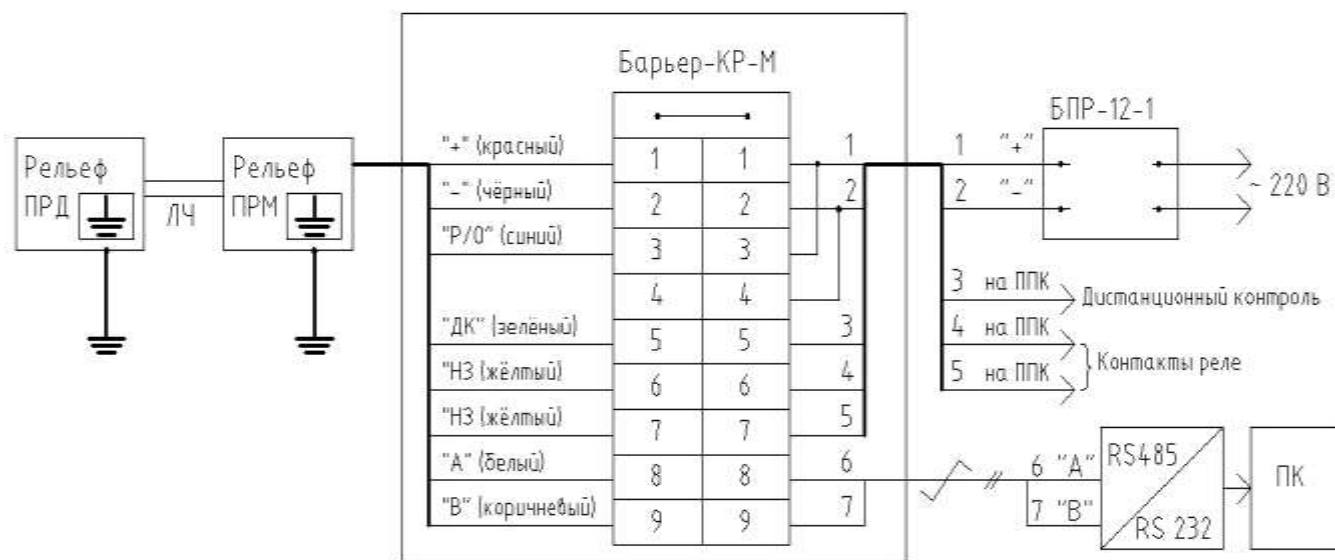 Барьер-КР-М
БПР-12-1
Рельеф
ПРД
ЛЧ
Рельеф
ПРМ
"+" (красный) 1 1 1
"-" (чёрный) 2 2 2
"Р/О" (синий) 3 3
4 4
"ДК" (зелёный) 5 5 3
"НЗ (жёлтый) 6 6 4
"НЗ (жёлтый) 7 7 5
"А" (белый) 8 8 6
"В" (коричневый) 9 9 7
1 "+"
2 "-"
~ 220 В
3 на ППК Дистанционный контроль
4 на ППК
5 на ППК
Контакты реле
6 "А"
7 "В"
RS485
RS 232
ПК